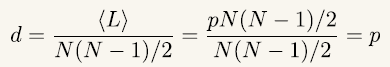 d = \frac{\langle L \rangle}{N(N-1)/2} = \frac{pN(N-1)/2}{N(N-1)/2} = p